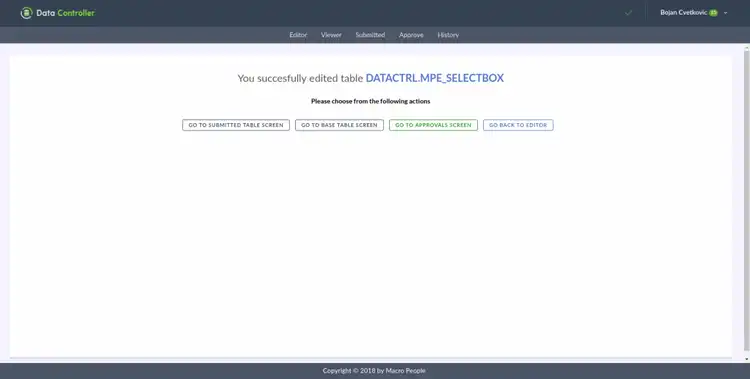 Data Controller
Bojan Cvetkovic
Editor Viewer Submitted Approve History
You succesfully edited table DATACTRL.MPE_SELECTBOX
Please choose from the following actions
GO TO SUBMITTED TABLE SCREEN GO TO BASE TABLE SCREEN GO TO APPROVALS SCREEN GO BACK TO EDITOR
Copyright © 2018 by Macro People